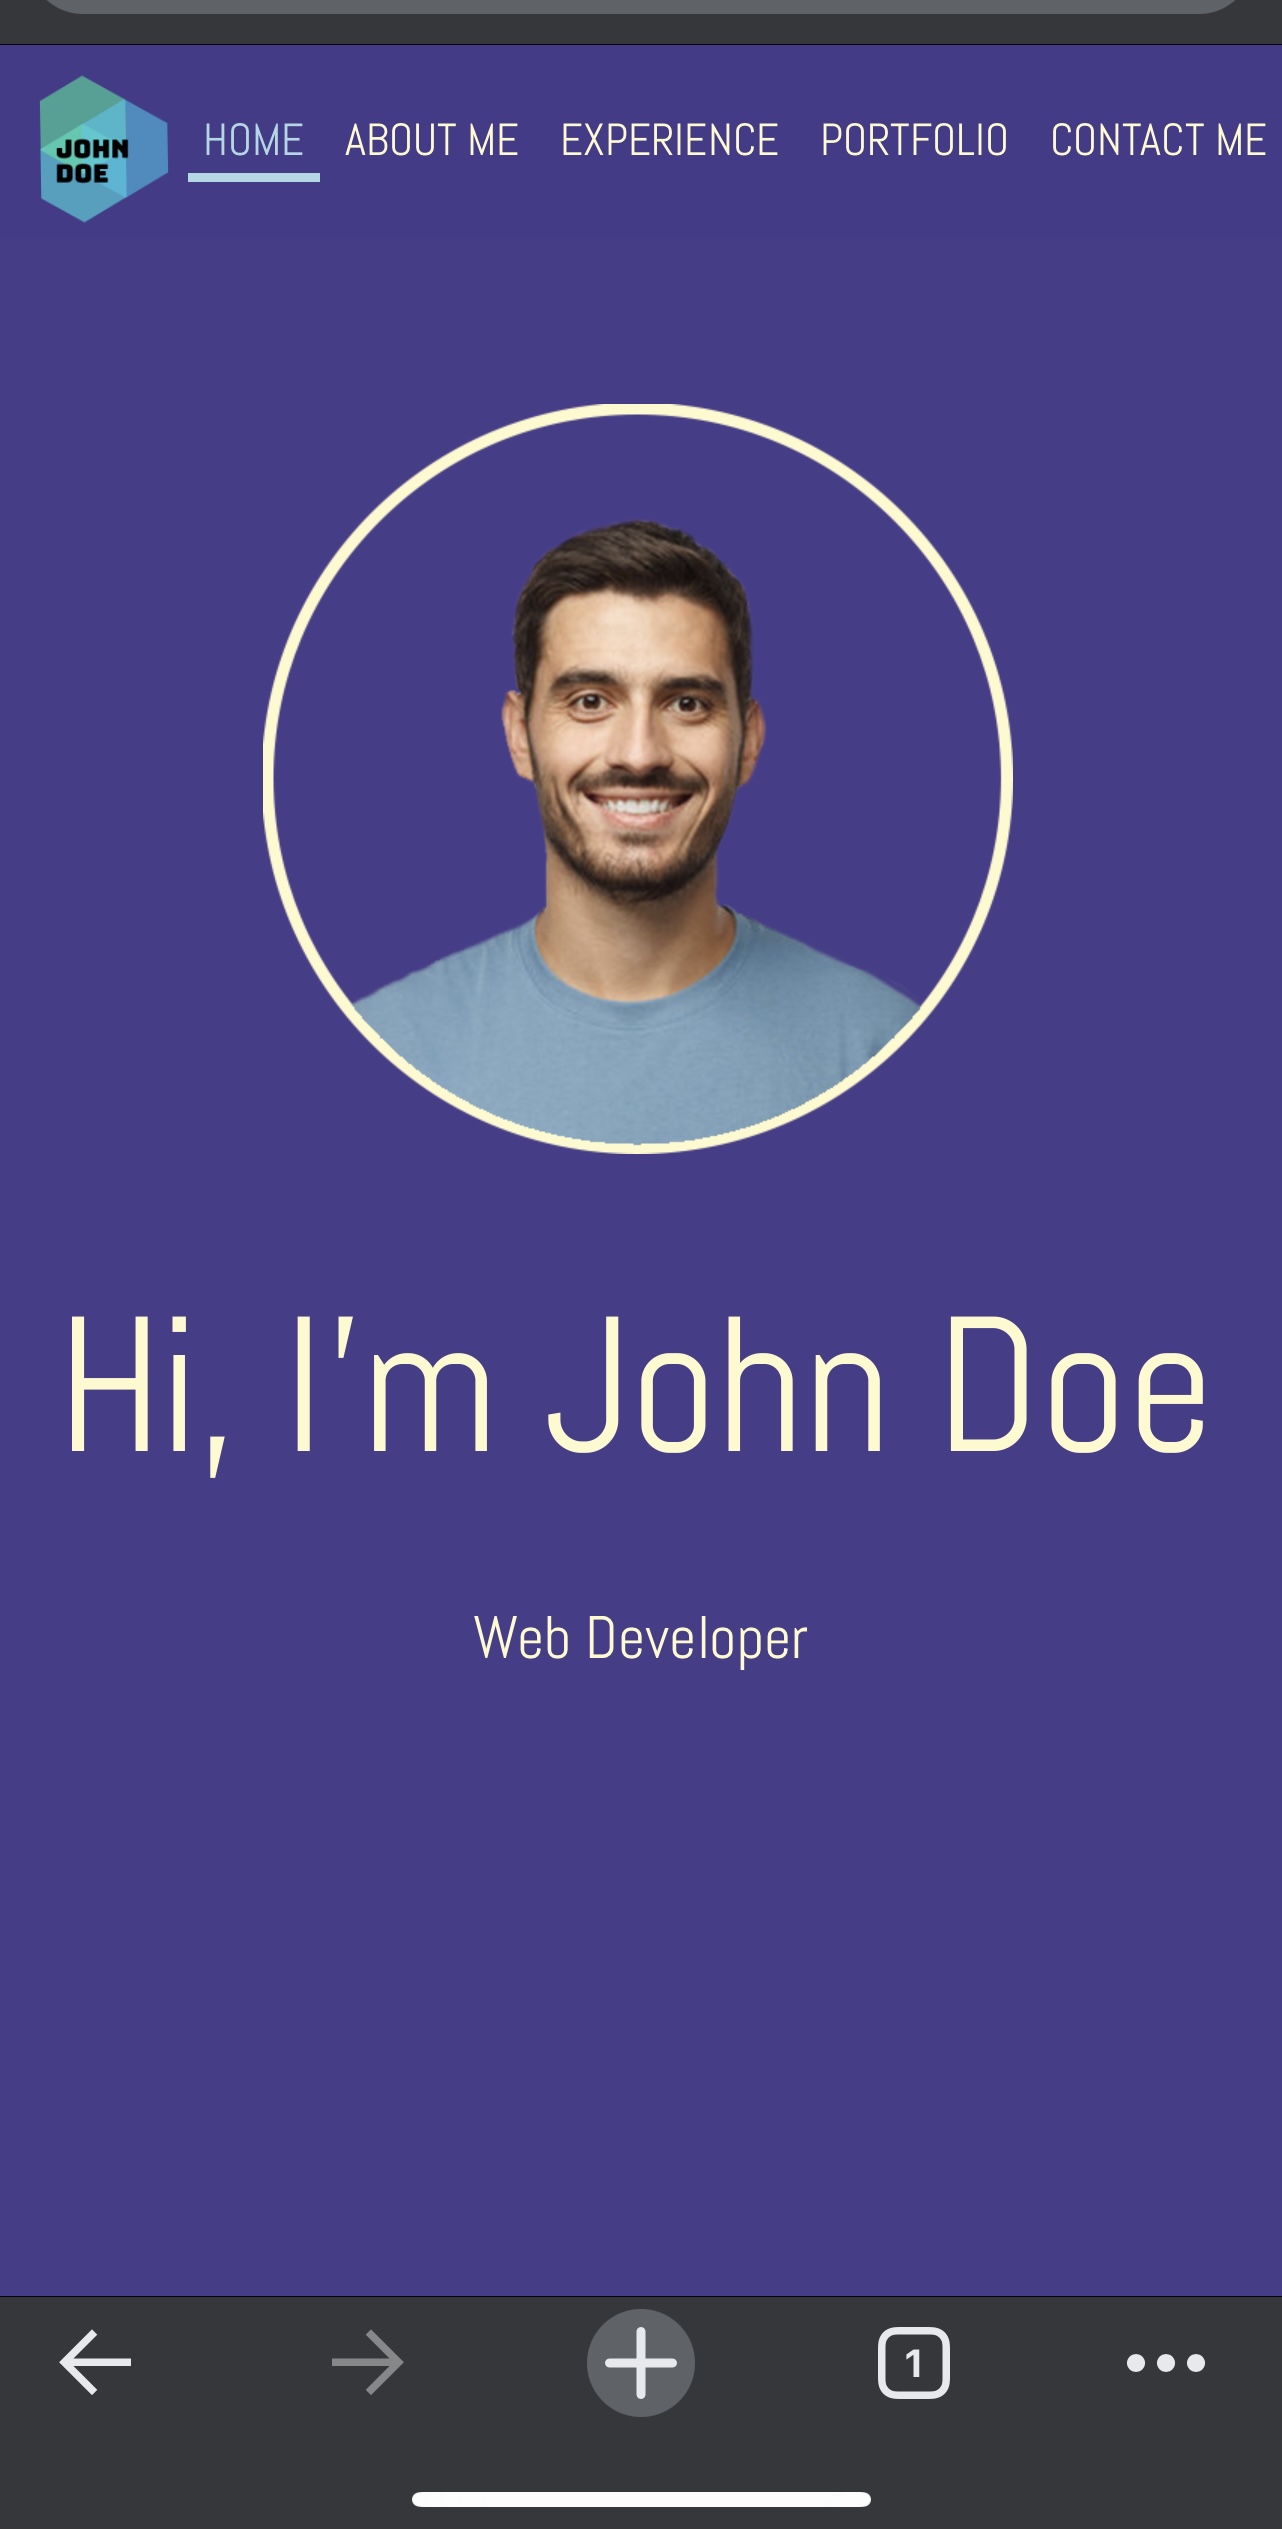 JOHN
DOE
HOME ABOUT ME EXPERIENCE PORTFOLIO CONTACT ME
Hi, I'm John Doe
Web Developer
1